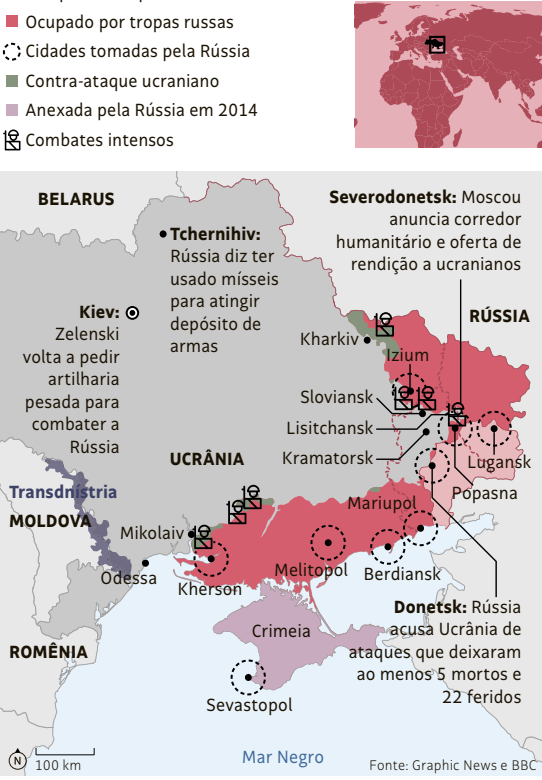 Ocupado por tropas russas
Cidades tomadas pela Rússia
Contra-ataque ucraniano
Anexada pela Rússia em 2014
Combates intensos
BELARUS
Severodonetsk: Moscou
anuncia corredor
humanitário e oferta de
rendição a ucranianos
Tchernihiv:
Rússia diz ter
usado mísseis
para atingir
depósito de
armas
Kiev:
Zelenski
volta a pedir
artilharia
pesada para
combater a
Rússia
RÚSSIA
Kharkiv
Izium
Sloviansk
Lisitchansk
Kramatorsk
UCRÂNIA
Lugansk
Popasna
Transdnístria
MOLDOVA
Mariupol
Mikolaiv
Odessa
Kherson
Melitopol
Berdiansk
Donetsk: Rússia
acusa Ucrânia de
ataques que deixaram
ao menos 5 mortos e
22 feridos
Crimeia
ROMÊNIA
Sevastopol
N
100 km
Mar Negro
Fonte: Graphic News e BBC